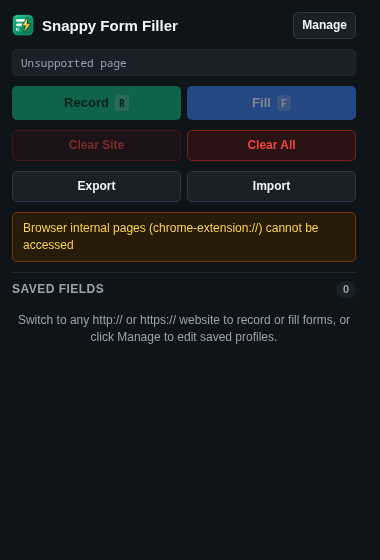 Snappy Form Filler
Manage
Unsupported page
Record R
Fill F
Clear Site
Clear All
Export
Import
Browser internal pages (chrome-extension://) cannot be
accessed
SAVED FIELDS
0
Switch to any http:// or https:// website to record or fill forms, or
click Manage to edit saved profiles.